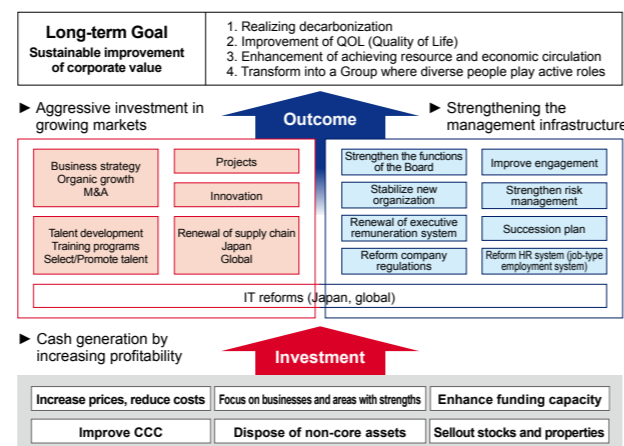 Long-term Goal
Sustainable improvement
of corporate value
1. Realizing decarbonization
2. Improvement of QOL (Quality of Life)
3. Enhancement of achieving resource and economic circulation
4. Transform into a Group where diverse people play active roles
► Aggressive investment in
growing markets
Outcome
► Strengthening the
management infrastructure
Business strategy
Organic growth
M&A
Projects
Innovation
Talent development
Training programs
Select/Promote talent
Renewal of supply chain
Japan
Global
Strengthen the functions
of the Board
Improve engagement
Stabilize new
organization
Strengthen risk
management
Renewal of executive
remuneration system
Succession plan
Reform company
regulations
Reform HR system (job-type
employment system)
IT reforms (Japan, global)
► Cash generation by
increasing profitability
Investment
Increase prices, reduce costs
Focus on businesses and areas with strengths
Enhance funding capacity
Improve CCC
Dispose of non-core assets
Sellout stocks and properties